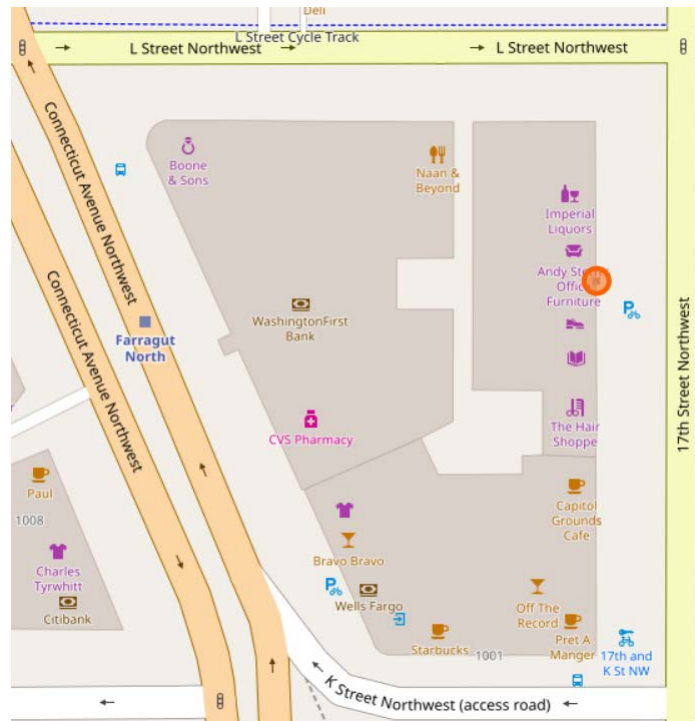 Deli
L Street Northwest
L Street Cycle Track
L Street Northwest
Connecticut Avenue Northwest
Boone
& Sons
Naan &
Beyond
Imperial
Liquors
Andy
Office
Furniture
WashingtonFirst
Bank
Farragut
North
Connecticut Avenue Northwest
17th Street Northwest
CVS Pharmacy
The Hair
Shoppe
Paul
1008
Capitol
Grounds
Cafe
Bravo Bravo
Charles
Tyrwhitt
Citibank
Wells Fargo
Off The
Record
Starbucks
1001
Pret A
Manger
17th and
K St NW
K Street Northwest (access road)